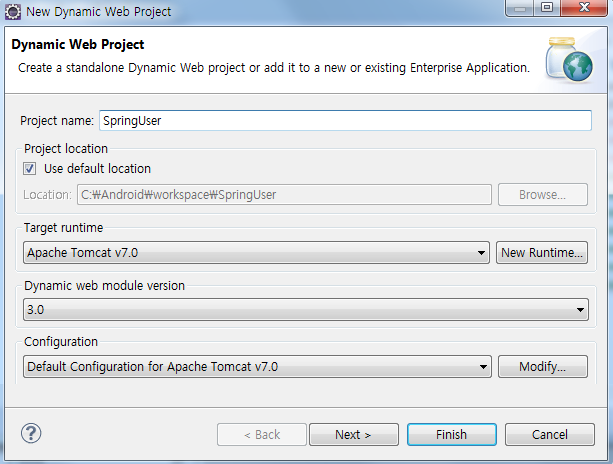 New Dynamic Web Project
Dynamic Web Project
Create a standalone Dynamic Web project or add it to a new or existing Enterprise Application.
Project name: SpringUser
Project location
Use default location
Location: C:₩Android₩workspace₩SpringUser Browse...
Target runtime
Apache Tomcat v7.0 New Runtime...
Dynamic web module version
3.0
Configuration
Default Configuration for Apache Tomcat v7.0 Modify...
? < Back Next > Finish Cancel